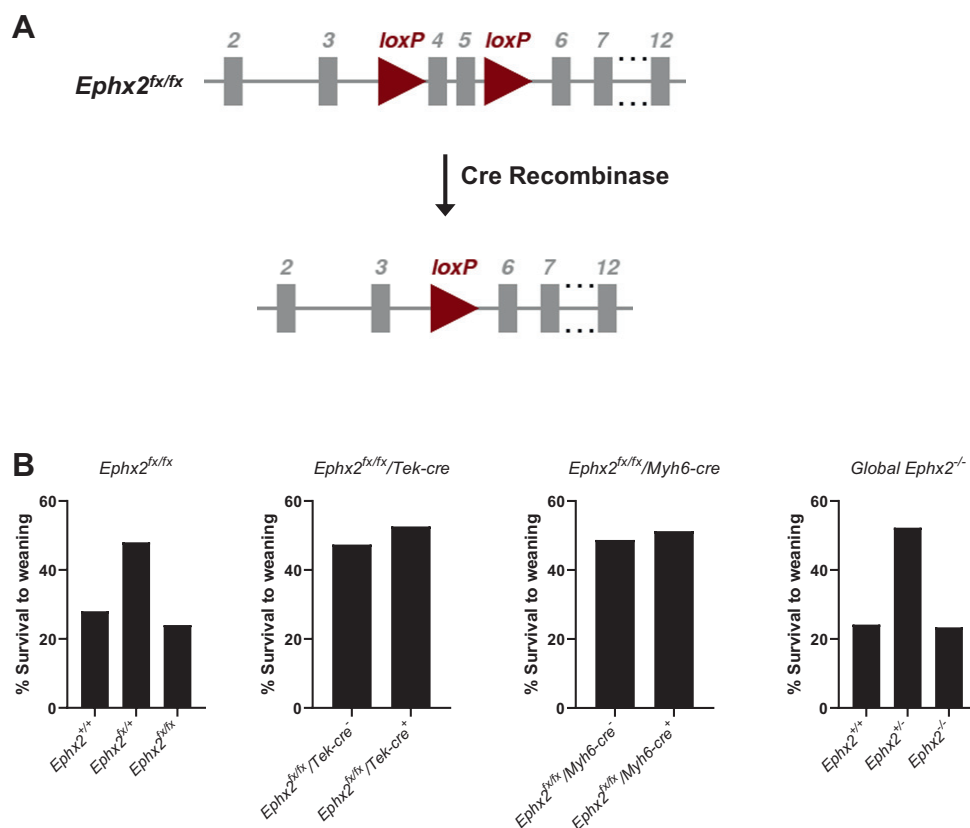 A
2 3 loxP 4 5 loxP 6 7 ... 12
Ephx2fx/fx
...
Cre Recombinase
2 3 loxP 6 7 ... 12
...
B
Ephx2fx/fx
% Survival to weaning
60
40
20
0
Ephx2+/+
Ephx2fx/+
Ephx2fx/fx
Ephx2fx/fx/Tek-cre
% Survival to weaning
60
40
20
0
Ephx2fx/fx/Tek-cre-
Ephx2fx/fx/Tek-cre+
Ephx2fx/fx/Myh6-cre
% Survival to weaning
60
40
20
0
Ephx2fx/fx/Myh6-cre-
Ephx2fx/fx/Myh6-cre+
Global Ephx2-/-
% Survival to weaning
60
40
20
0
Ephx2+/+
Ephx2+/-
Ephx2-/-